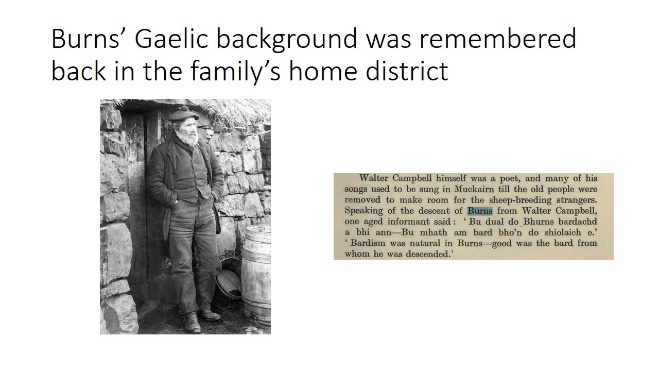 Burns’ Gaelic background was remembered
back in the family’s home district
Walter Campbell himself was a poet, and many of his
songs used to be sung in Muckairn till the old people were
removed to make room for the sheep-breeding strangers.
Speaking of the descent of Burns from Walter Campbell,
one aged informant said: ‘Bu dual do Bhurns bardachd
a bhi ann—Bu mhath am bard bho’n do shiolaich e.’
‘Bardism was natural in Burns—good was the bard from
whom he was descended.’